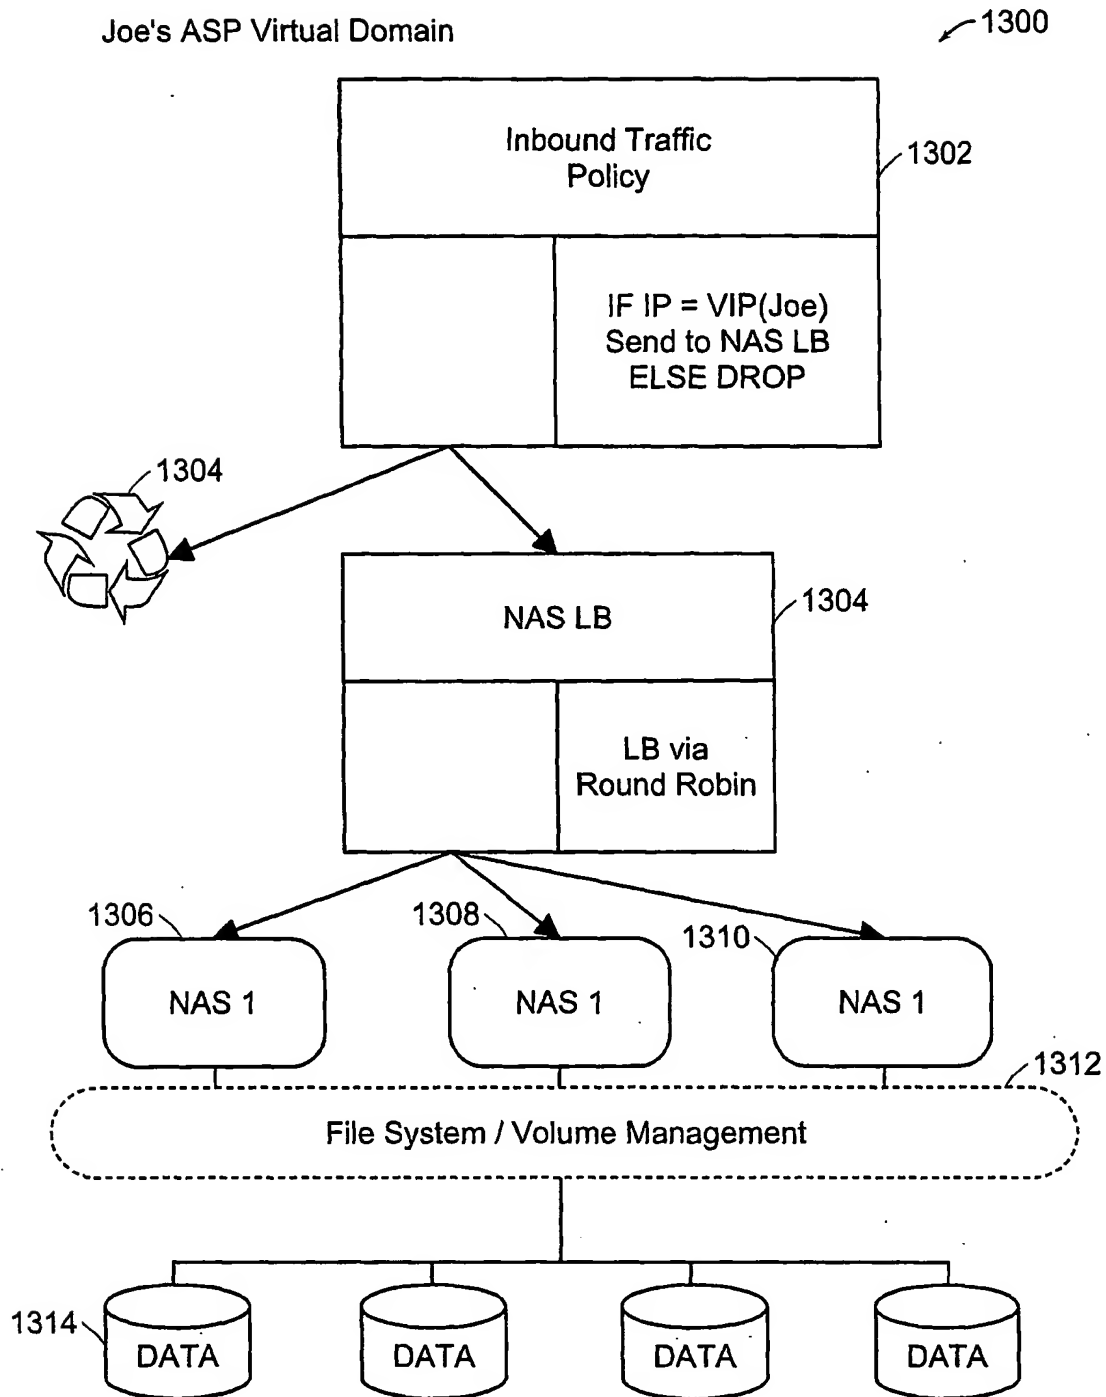 Joe's ASP Virtual Domain
1300
Inbound Traffic
Policy
1302
IF IP = VIP(Joe)
Send to NAS LB
ELSE DROP
1304
NAS LB
1304
LB via
Round Robin
1306
1308
1310
NAS 1
NAS 1
NAS 1
1312
File System / Volume Management
1314
DATA
DATA
DATA
DATA